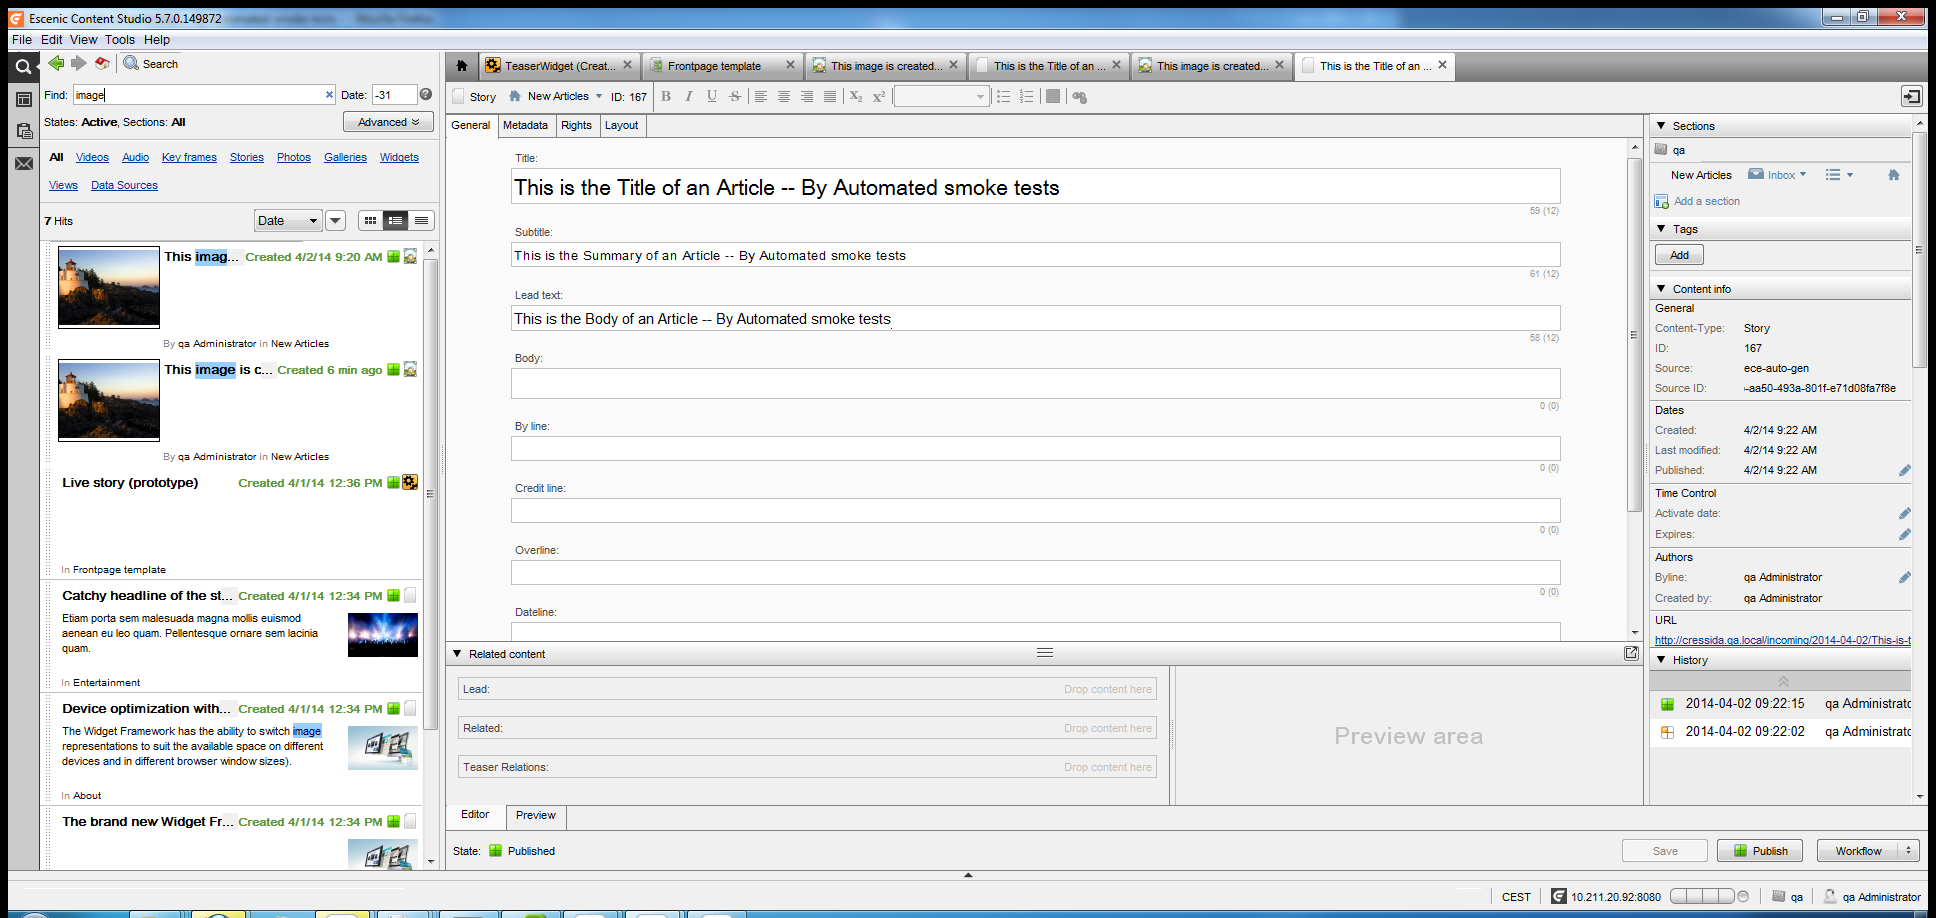 Escenic Content Studio 5.7.0.149872
File Edit View Tools Help
Search
Find: image Date: -31
States: Active, Sections: All Advanced
All Videos Audio Key frames Stories Photos Galleries Widgets
Views Data Sources
7 Hits Date
This imag... Created 4/2/14 9:20 AM
By qa Administrator in New Articles
This image is c... Created 6 min ago
By qa Administrator in New Articles
Live story (prototype) Created 4/1/14 12:36 PM
In Frontpage template
Catchy headline of the st... Created 4/1/14 12:34 PM
Etiam porta sem malesuada magna mollis euismod
aenean eu leo quam. Pellentesque ornare sem lacinia
quam.
In Entertainment
Device optimization with... Created 4/1/14 12:34 PM
The Widget Framework has the ability to switch image
representations to suit the available space on different
devices and in different browser window sizes).
In About
The brand new Widget Fr... Created 4/1/14 12:34 PM
TeaserWidget (Creat... Frontpage template This image is created... This is the Title of an ... This image is created... This is the Title of an ...
Story New Articles ID: 167 B I U S X2 X2
General Metadata Rights Layout
Title:
This is the Title of an Article -- By Automated smoke tests
59 (12)
Subtitle:
This is the Summary of an Article -- By Automated smoke tests
61 (12)
Lead text:
This is the Body of an Article -- By Automated smoke tests
58 (12)
Body:
0 (0)
By line:
0 (0)
Credit line:
0 (0)
Overline:
0 (0)
Dateline:
Related content
Lead: Drop content here
Related: Drop content here
Teaser Relations: Drop content here
Preview area
Editor Preview
State: Published
Save Publish Workflow
Sections
qa
New Articles Inbox
Add a section
Tags
Add
Content info
General
Content-Type: Story
ID: 167
Source: ece-auto-gen
Source ID: -aa50-493a-801f-e71d08fa7f8e
Dates
Created: 4/2/14 9:22 AM
Last modified: 4/2/14 9:22 AM
Published: 4/2/14 9:22 AM
Time Control
Activate date:
Expires:
Authors
Byline: qa Administrator
Created by: qa Administrator
URL
http://cressida.qa.local/incoming/2014-04-02/This-is-t
History
2014-04-02 09:22:15 qa Administratc
2014-04-02 09:22:02 qa Administratc
CEST 10.211.20.92:8080 qa qa Administrator